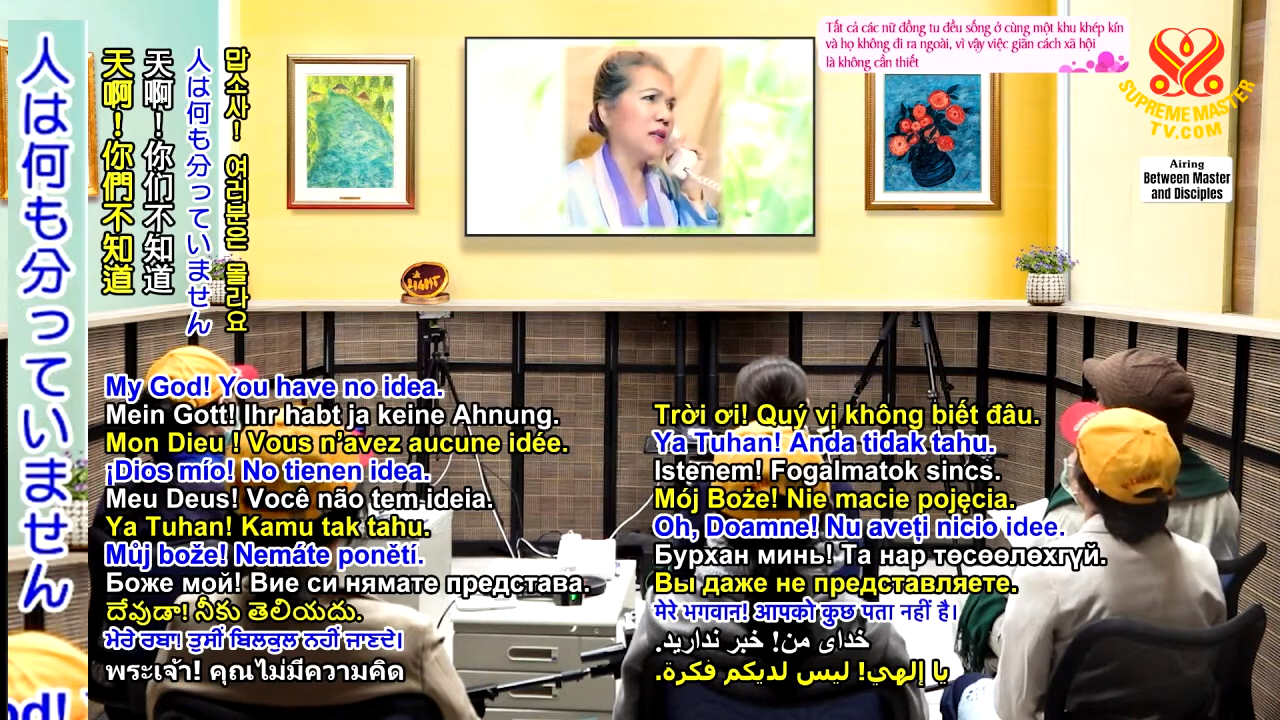 人は何も分っていません
天啊！你們不知道
天啊！你们不知道
人は何も分っていません
맙소사! 여러분은 몰라요
Tất cả các nữ đồng tu đều sống ở cùng một khu khép kín
và họ không đi ra ngoài, vì vậy việc giãn cách xã hội
là không cần thiết
SUPREME MASTER
TV.COM
Airing
Between Master
and Disciples
My God! You have no idea.
Mein Gott! Ihr habt ja keine Ahnung.
Mon Dieu ! Vous n'avez aucune idée.
¡Dios mío! No tienen idea.
Meu Deus! Você não tem ideia.
Ya Tuhan! Kamu tak tahu.
Můj bože! Nemáte ponětí.
Боже мой! Вие си нямате представа.
దేవుడా! నీకు తెలియదు.
ਮੇਰੇ ਰਬਾ! ਤੁਸੀਂ ਬਿਲਕੁਲ ਨਹੀਂ ਜਾਣਦੇ।
พระเจ้า! คุณไม่มีความคิด
Trời ơi! Quý vị không biết đâu.
Ya Tuhan! Anda tidak tahu.
Istenem! Fogalmatok sincs.
Mój Boże! Nie macie pojęcia.
Oh, Doamne! Nu aveți nicio idee.
Бурхан минь! Та нар төсөөлөхгүй.
Вы даже не представляете.
मेरे भगवान! आपको कुछ पता नहीं है।
خدای من! خبر ندارید.
يا إلهي! ليس لديكم فكرة.
od!